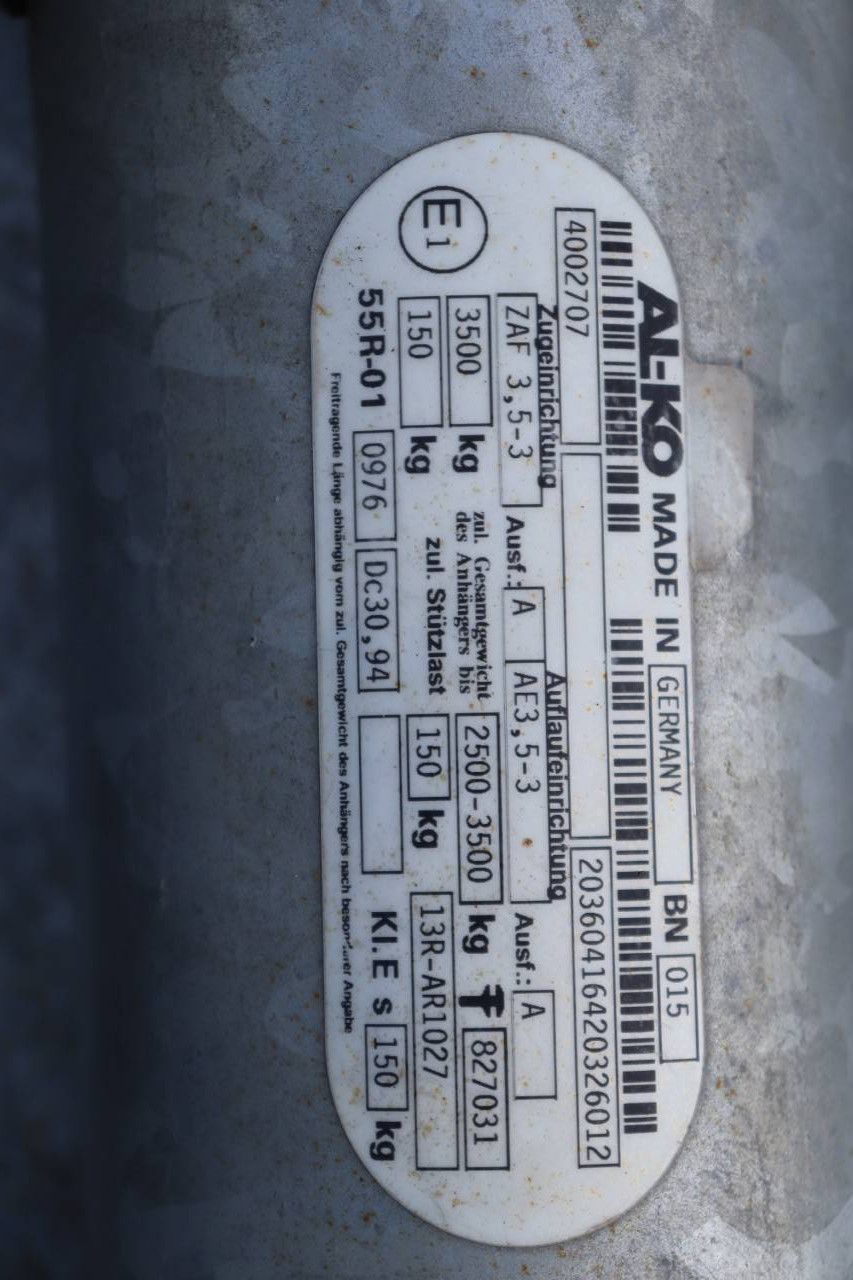 AL-KO MADE IN GERMANY BN 015
4002707 20360416420326012
Zugeinrichtung Auflaufeinrichtung
ZAF 3,5-3 Ausf.: A AE3,5-3 Ausf.: A
E1 3500 kg zul. Gesamtgewicht des Anhängers bis 2500-3500 kg F 827031
150 kg zul. Stützlast 150 kg 13R-AR1027
55R-01 0976 Dc30,94 Kl.E s 150 kg
Freitragende Länge abhängig vom zul. Gesamtgewicht des Anhängers nach besonderer Angabe